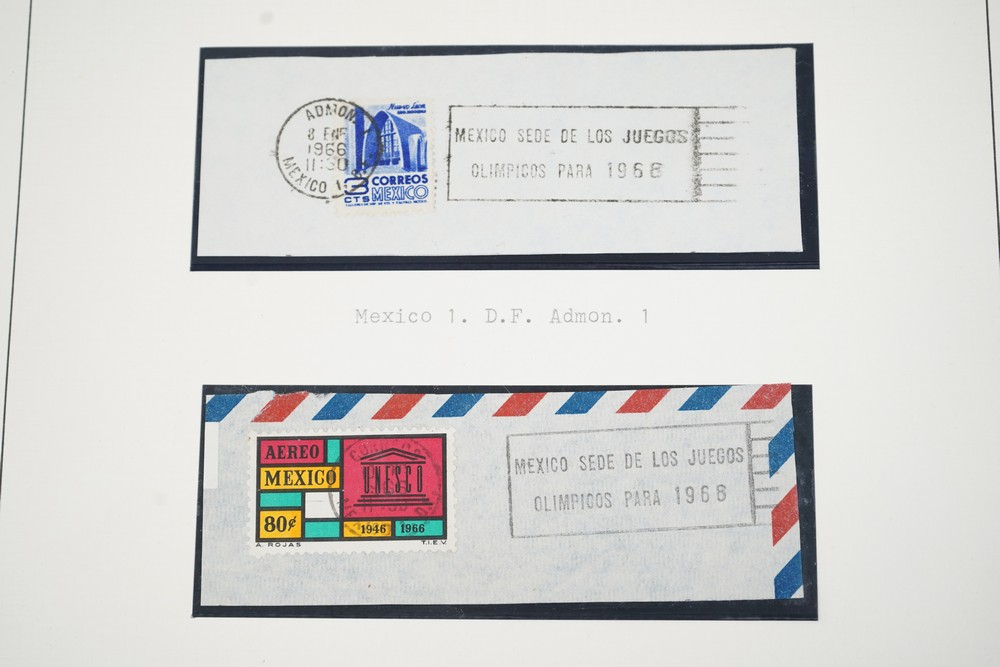 ADMON
8 ENE
1966
11:30
MEXICO 1
Nuevo Leon
3 CORREOS
CTS MEXICO
MEXICO SEDE DE LOS JUEGOS
OLIMPICOS PARA 1968
Mexico 1. D.F. Admon. 1
AEREO
MEXICO
UNESCO
80¢
1946 1966
A. ROJAS T.I.E.V.
MEXICO SEDE DE LOS JUEGOS
OLIMPICOS PARA 1968